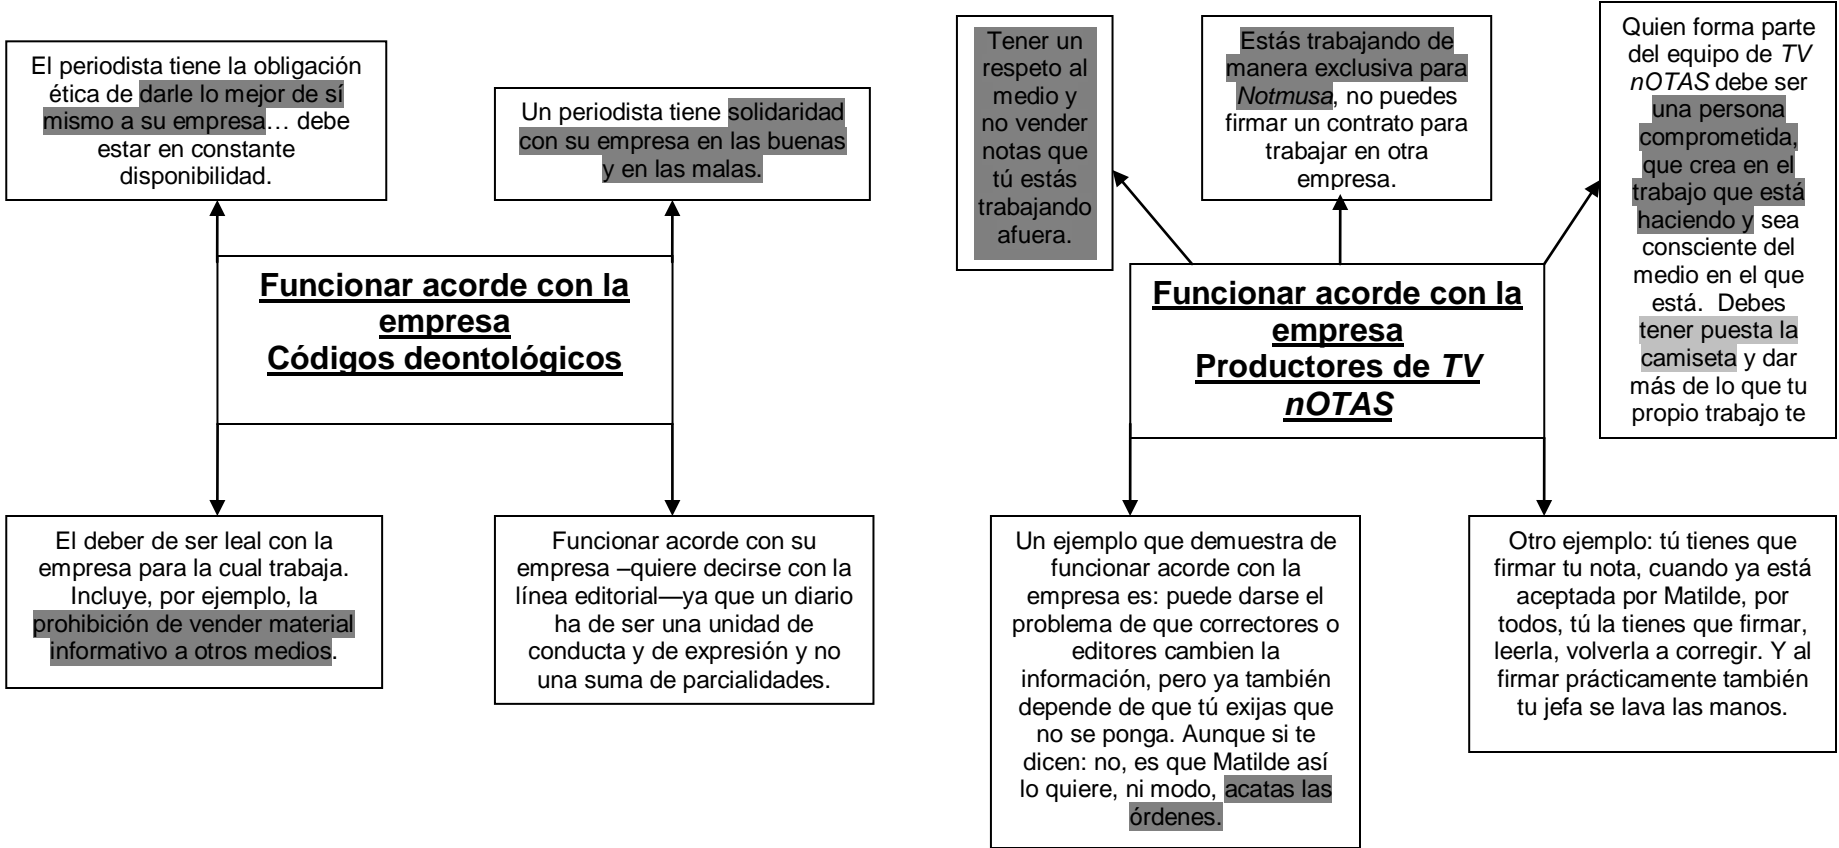 El periodista tiene la obligación
ética de darle lo mejor de sí
mismo a su empresa… debe
estar en constante
disponibilidad.
Un periodista tiene solidaridad
con su empresa en las buenas
y en las malas.
Funcionar acorde con la
empresa
Códigos deontológicos
El deber de ser leal con la
empresa para la cual trabaja.
Incluye, por ejemplo, la
prohibición de vender material
informativo a otros medios.
Funcionar acorde con su
empresa –quiere decirse con la
línea editorial—ya que un diario
ha de ser una unidad de
conducta y de expresión y no
una suma de parcialidades.
Tener un
respeto al
medio y
no vender
notas que
tú estás
trabajando
afuera.
Estás trabajando de
manera exclusiva para
Notmusa, no puedes
firmar un contrato para
trabajar en otra
empresa.
Quien forma parte
del equipo de TV
nOTAS debe ser
una persona
comprometida,
que crea en el
trabajo que está
haciendo y sea
consciente del
medio en el que
está. Debes
tener puesta la
camiseta y dar
más de lo que tu
propio trabajo te
Funcionar acorde con la
empresa
Productores de TV
nOTAS
Un ejemplo que demuestra de
funcionar acorde con la
empresa es: puede darse el
problema de que correctores o
editores cambien la
información, pero ya también
depende de que tú exijas que
no se ponga. Aunque si te
dicen: no, es que Matilde así
lo quiere, ni modo, acatas las
órdenes.
Otro ejemplo: tú tienes que
firmar tu nota, cuando ya está
aceptada por Matilde, por
todos, tú la tienes que firmar,
leerla, volverla a corregir. Y al
firmar prácticamente también
tu jefa se lava las manos.